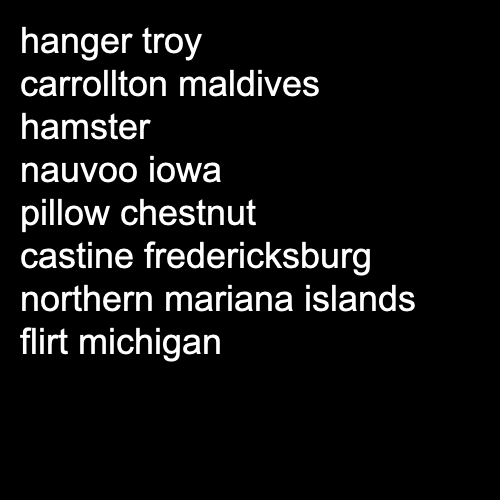 hanger troy
carrollton maldives
hamster
nauvoo iowa
pillow chestnut
castine fredericksburg
northern mariana islands
flirt michigan